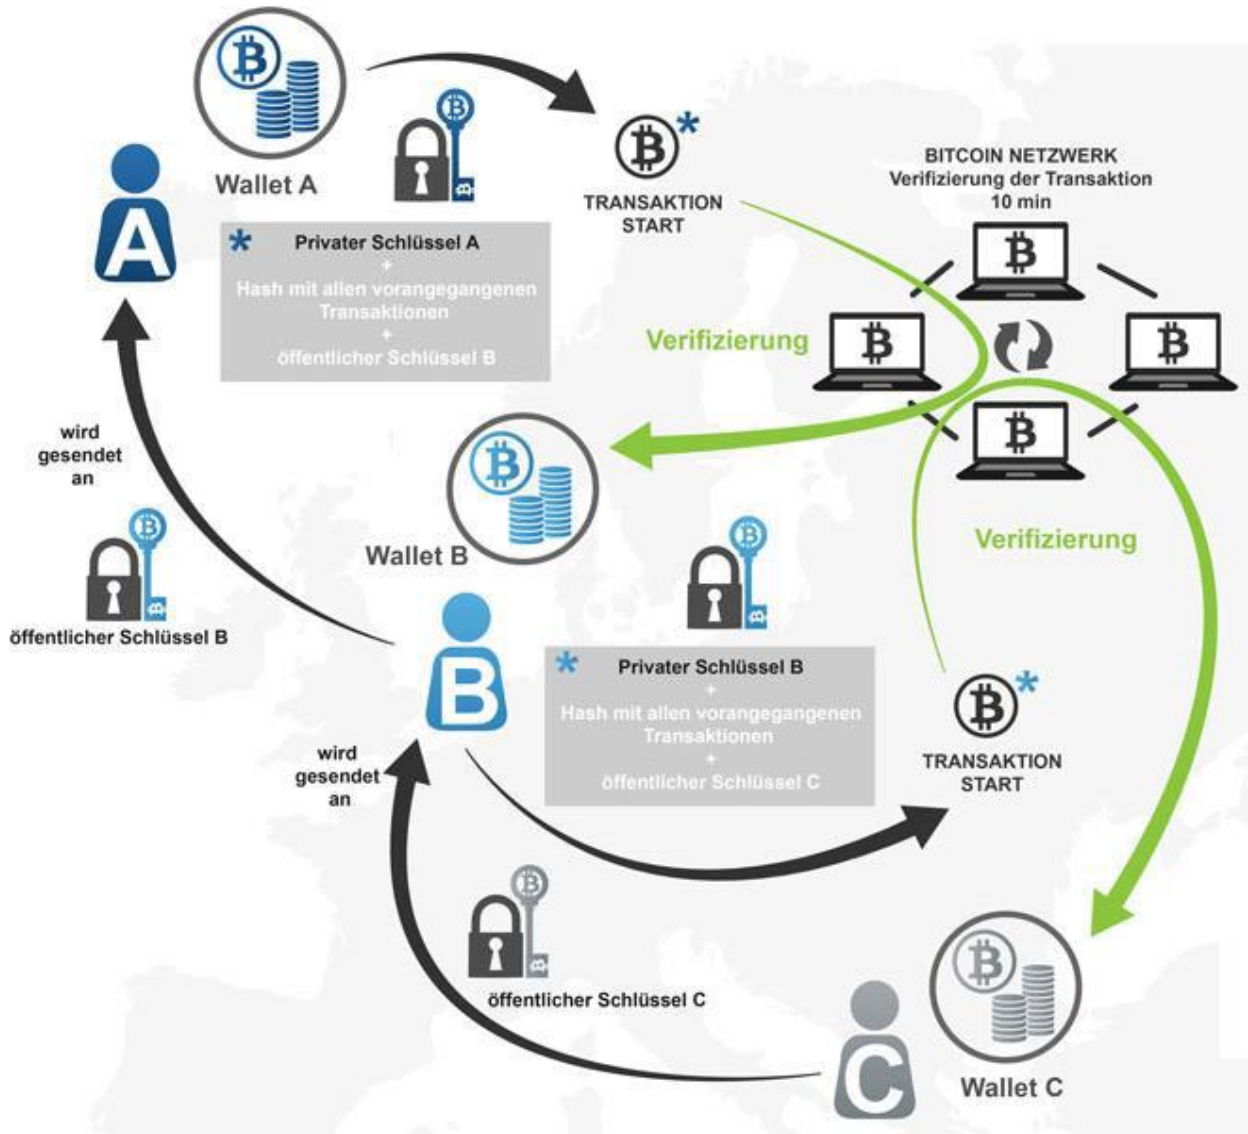 Wallet A
TRANSAKTION
START
BITCOIN NETZWERK
Verifizierung der Transaktion
10 min
A
* Privater Schlüssel A
+
Hash mit allen vorangegangenen
Transaktionen
+
öffentlicher Schlüssel B
Verifizierung
wird
gesendet
an
Wallet B
Verifizierung
öffentlicher Schlüssel B
B
* Privater Schlüssel B
+
Hash mit allen vorangegangenen
Transaktionen
+
öffentlicher Schlüssel C
TRANSAKTION
START
wird
gesendet
an
öffentlicher Schlüssel C
C
Wallet C